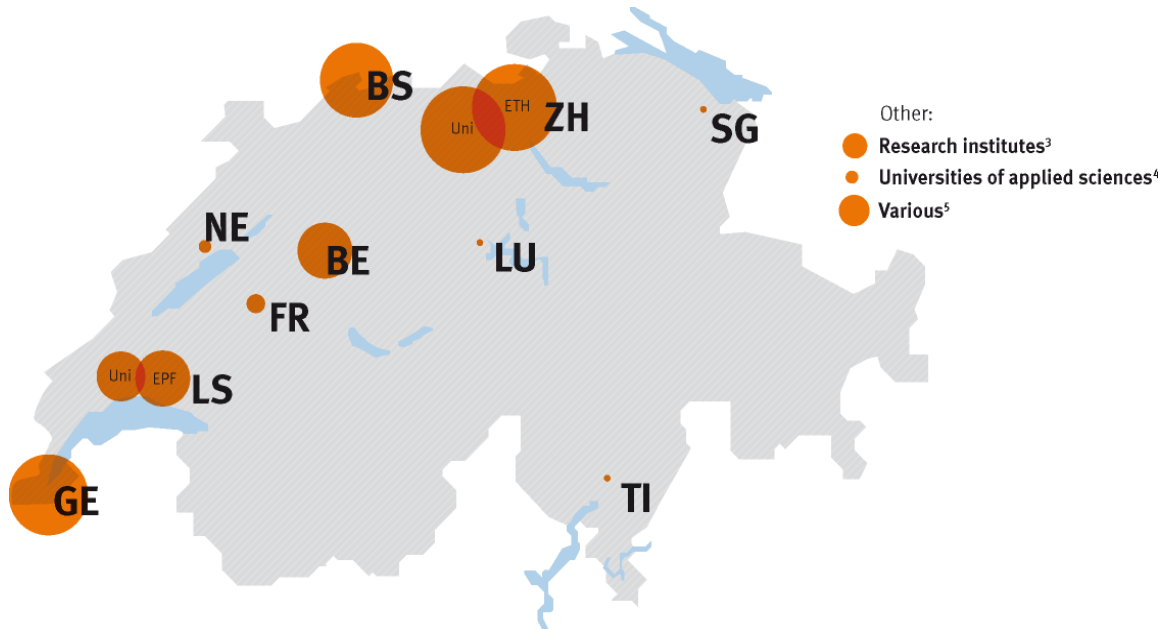 BS
ETH
ZH
Uni
SG
Other:
Research institutes³
Universities of applied sciences⁴
Various⁵
NE
BE
LU
FR
Uni
EPF
LS
GE
TI